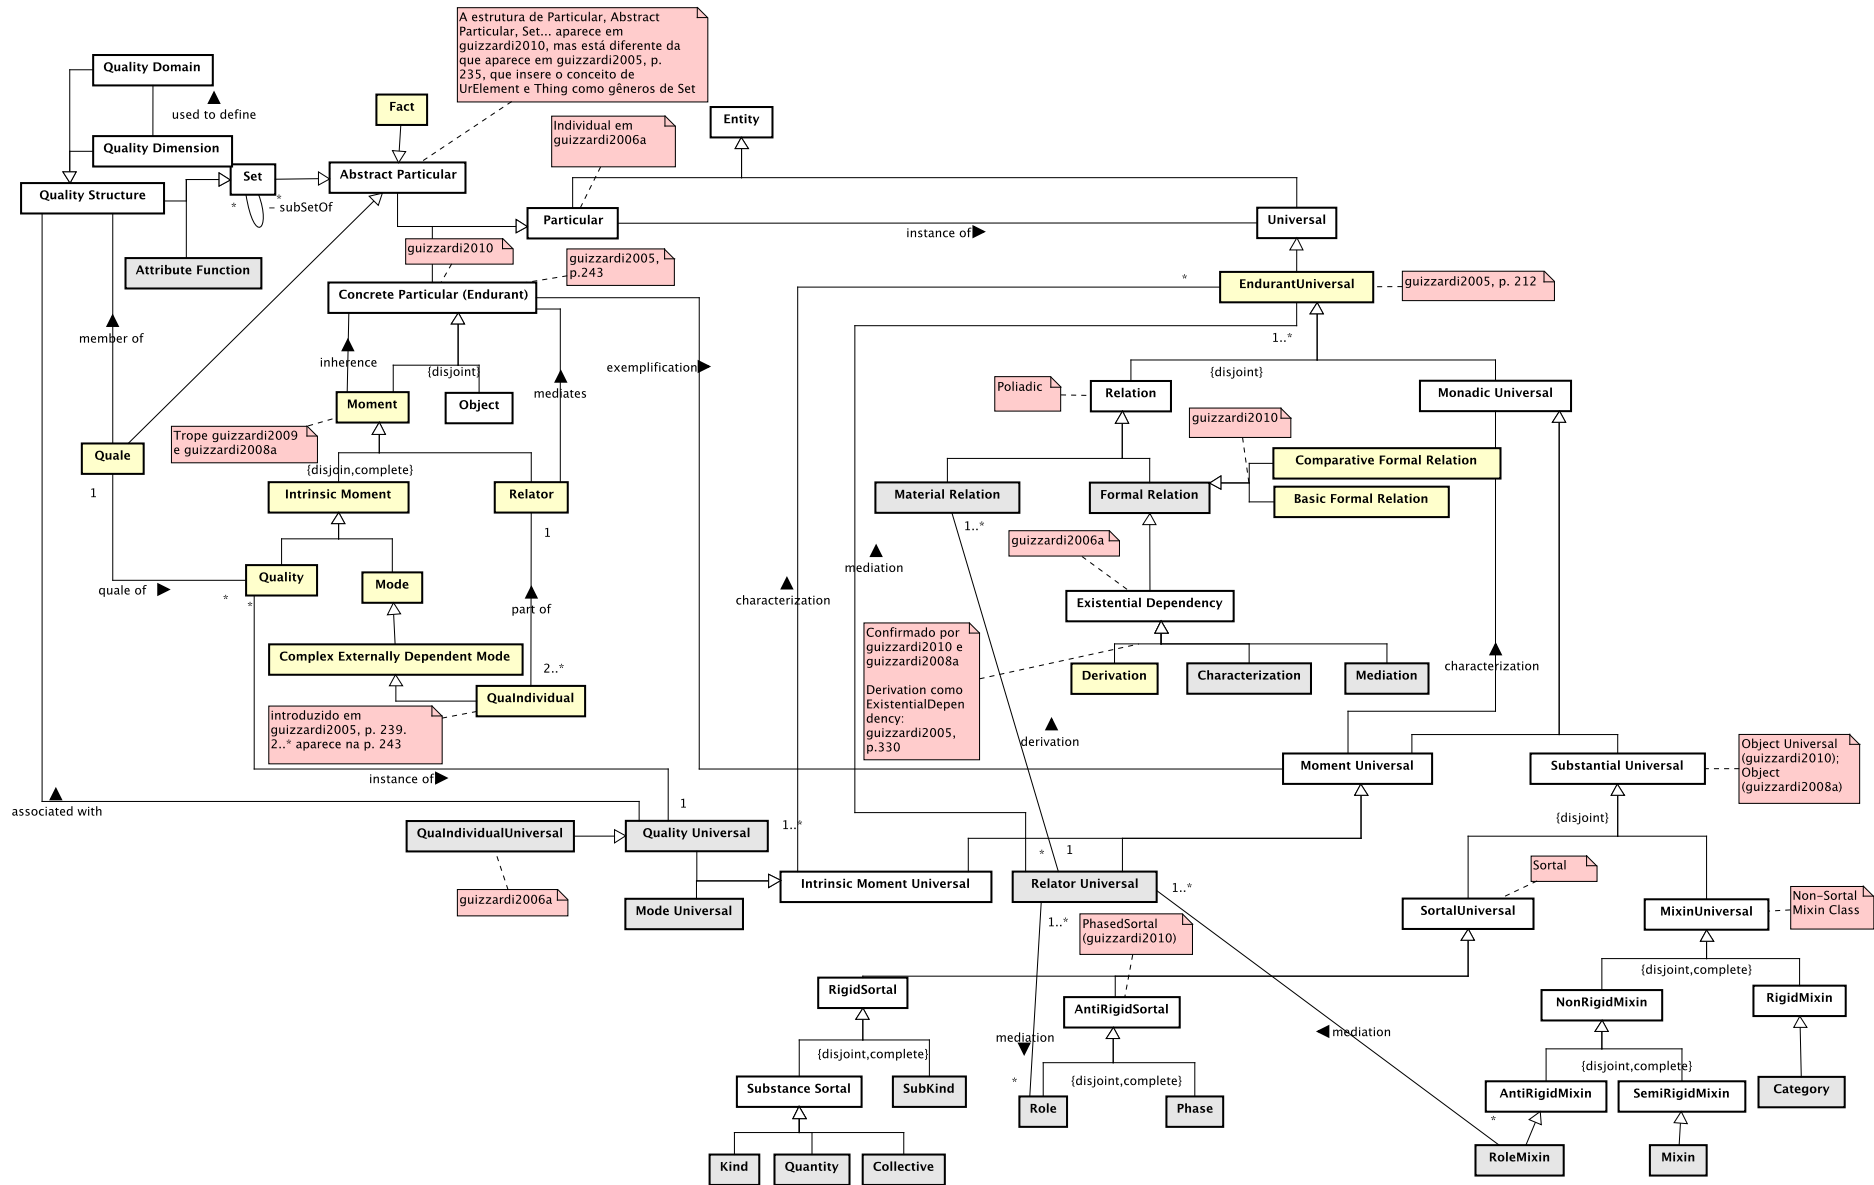 A estrutura de Particular, Abstract
Particular, Set... aparece em
guizzardi2010, mas está diferente da
que aparece em guizzardi2005, p.
235, que insere o conceito de
UrElement e Thing como gêneros de Set
Quality Domain
used to define
Fact
Entity
Individual em
guizzardi2006a
Quality Dimension
Set
Abstract Particular
Quality Structure
*
*
subSetOf
Particular
Universal
instance of
guizzardi2010
guizzardi2005,
p.243
Attribute Function
Concrete Particular (Endurant)
*
EndurantUniversal
guizzardi2005, p. 212
1..*
member of
inherence
{disjoint}
mediates
exemplification
{disjoint}
Poliadic
Relation
Monadic Universal
Moment
Object
guizzardi2010
Trope guizzardi2009
e guizzardi2008a
Quale
1
{disjoin,complete}
Comparative Formal Relation
Intrinsic Moment
Relator
Material Relation
Formal Relation
Basic Formal Relation
1
1..*
guizzardi2006a
mediation
Quality
Mode
quale of
*
*
characterization
part of
Existential Dependency
Confirmado por
guizzardi2010 e
guizzardi2008a
Derivation como
ExistentialDepen
dency:
guizzardi2005,
p.330
Complex Externally Dependent Mode
2..*
Derivation
Characterization
Mediation
characterization
QuaIndividual
introduzido em
guizzardi2005, p. 239.
2..* aparece na p. 243
derivation
Object Universal
(guizzardi2010);
Object
(guizzardi2008a)
Moment Universal
Substantial Universal
instance of
associated with
1
{disjoint}
QuaIndividualUniversal
Quality Universal
1..*
*
1
Sortal
Intrinsic Moment Universal
Relator Universal
1..*
guizzardi2006a
Mode Universal
1..*
PhasedSortal
(guizzardi2010)
SortalUniversal
MixinUniversal
Non-Sortal
Mixin Class
{disjoint,complete}
RigidSortal
AntiRigidSortal
NonRigidMixin
RigidMixin
mediation
mediation
{disjoint,complete}
{disjoint,complete}
{disjoint,complete}
*
Substance Sortal
SubKind
Role
Phase
AntiRigidMixin
SemiRigidMixin
Category
*
Kind
Quantity
Collective
RoleMixin
Mixin